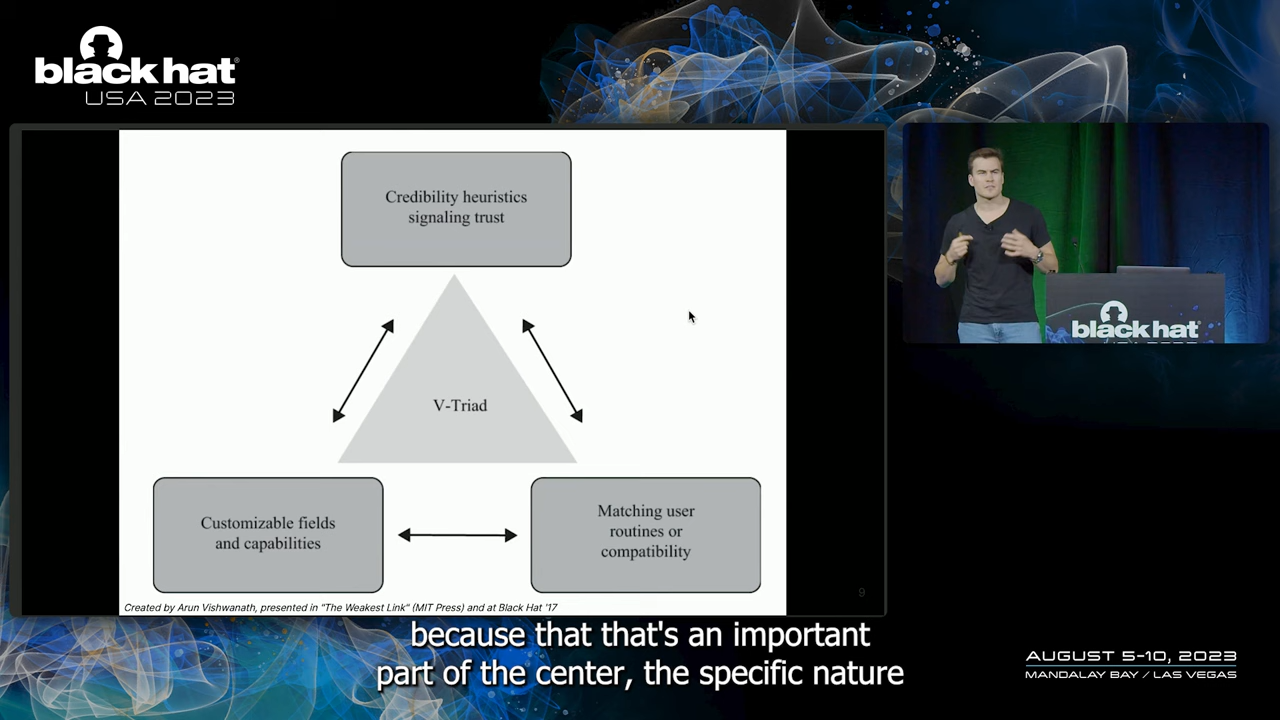 black hat®
USA 2023
Credibility heuristics
signaling trust
V-Triad
Customizable fields
and capabilities
Matching user
routines or
compatibility
9
Created by Arun Vishwanath, presented in "The Weakest Link" (MIT Press) and at Black Hat '17
black hat®
because that that's an important
part of the center, the specific nature
AUGUST 5-10, 2023
MANDALAY BAY / LAS VEGAS